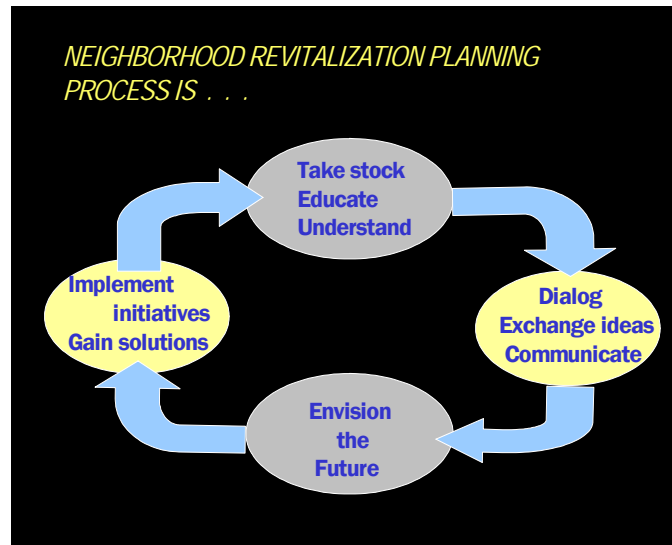 NEIGHBORHOOD REVITALIZATION PLANNING
PROCESS IS . . .
Take stock
Educate
Understand
Dialog
Exchange ideas
Communicate
Envision
the
Future
Implement
initiatives
Gain solutions